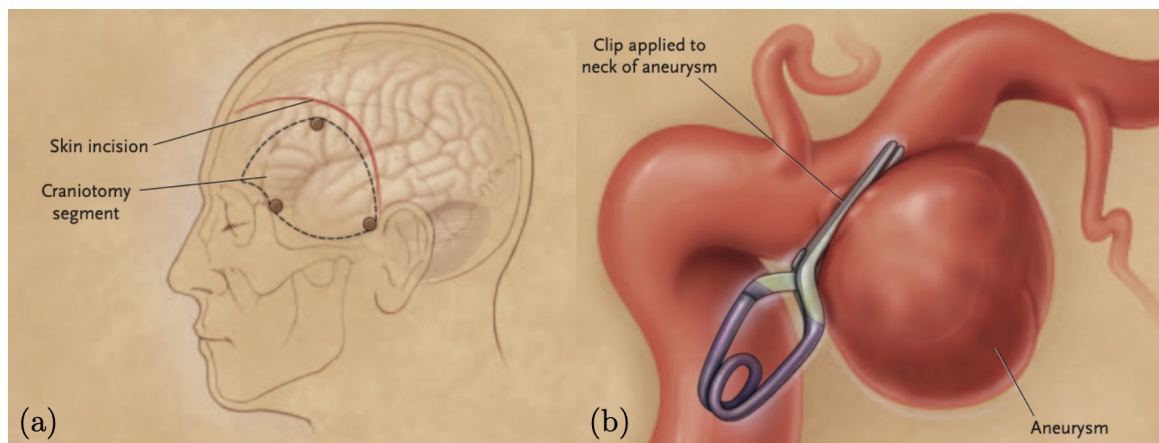 Skin incision
Craniotomy
segment
(a)
Clip applied to
neck of aneurysm
Aneurysm
(b)